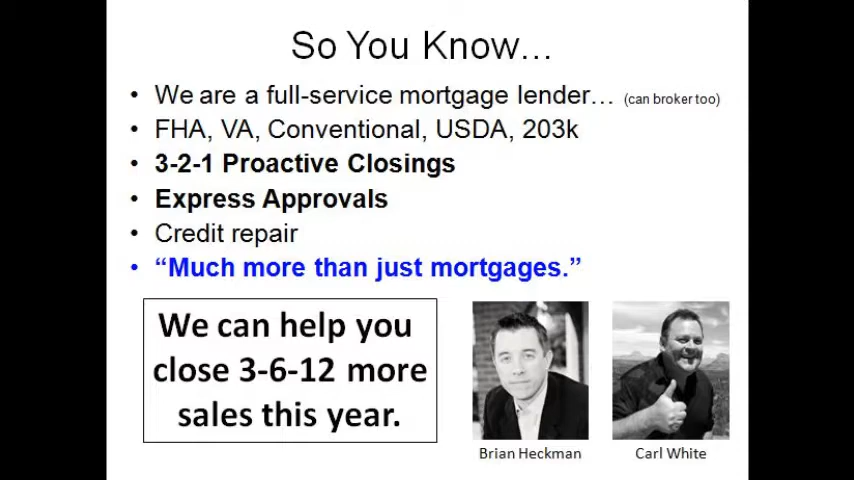 So You Know...
• We are a full-service mortgage lender... (can broker too)
• FHA, VA, Conventional, USDA, 203k
• 3-2-1 Proactive Closings
• Express Approvals
• Credit repair
• “Much more than just mortgages.”
We can help you
close 3-6-12 more
sales this year.
Brian Heckman
Carl White